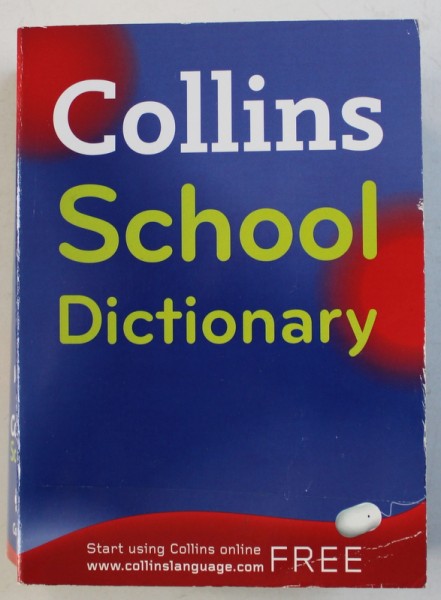 Collins
School
Dictionary
Start using Collins online
www.collinslanguage.com FREE